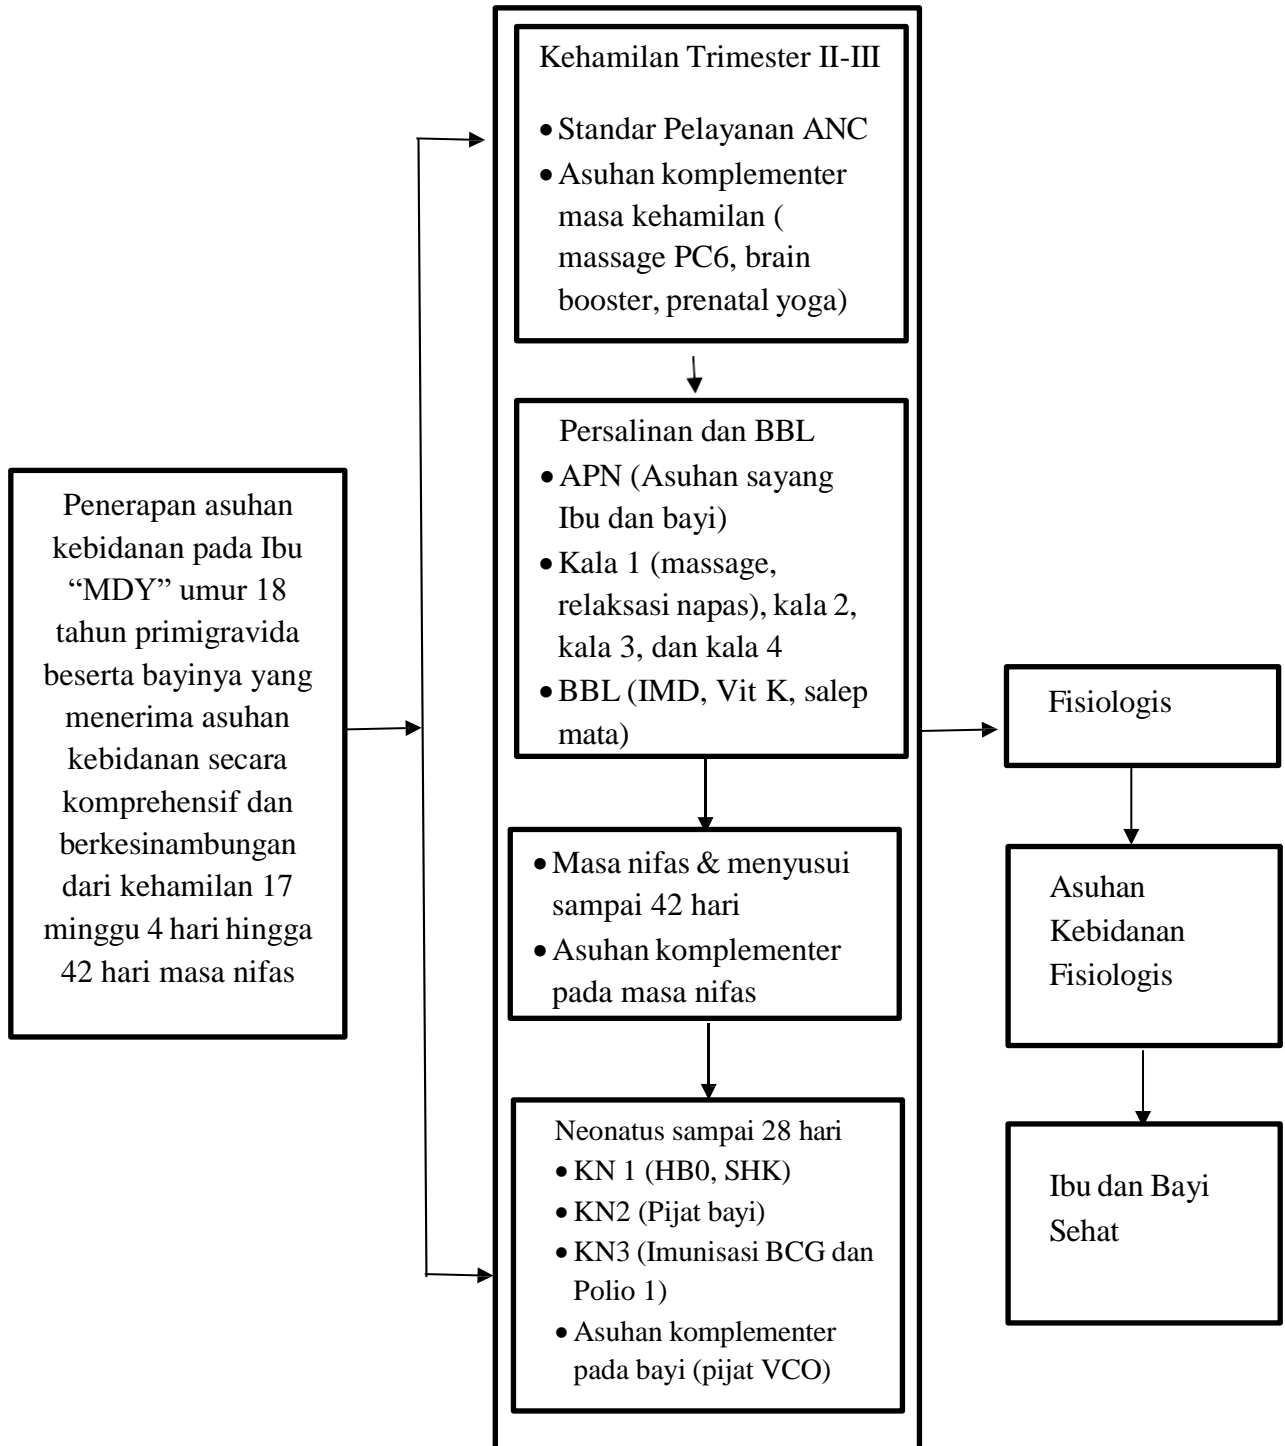 Penerapan asuhan
kebidanan pada Ibu
“MDY” umur 18
tahun primigravida
beserta bayinya yang
menerima asuhan
kebidanan secara
komprehensif dan
berkesinambungan
dari kehamilan 17
minggu 4 hari hingga
42 hari masa nifas
Kehamilan Trimester II-III
• Standar Pelayanan ANC
• Asuhan komplementer
masa kehamilan (
massage PC6, brain
booster, prenatal yoga)
Persalinan dan BBL
• APN (Asuhan sayang
Ibu dan bayi)
• Kala 1 (massage,
relaksasi napas), kala 2,
kala 3, dan kala 4
• BBL (IMD, Vit K, salep
mata)
• Masa nifas & menyusui
sampai 42 hari
• Asuhan komplementer
pada masa nifas
Neonatus sampai 28 hari
• KN 1 (HB0, SHK)
• KN2 (Pijat bayi)
• KN3 (Imunisasi BCG dan
Polio 1)
• Asuhan komplementer
pada bayi (pijat VCO)
Fisiologis
Asuhan
Kebidanan
Fisiologis
Ibu dan Bayi
Sehat